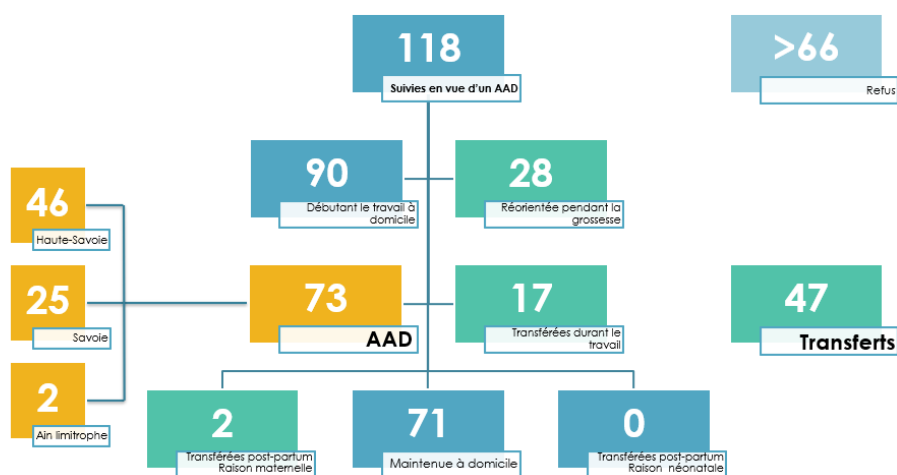 118
Suivies en vue d'un AAD
>66
Refus
90
Débutant le travail à
domicile
28
Réorientée pendant la
grossesse
46
Haute-Savoie
25
Savoie
2
Ain limitrophe
73
AAD
17
Transférées durant le
travail
47
Transferts
2
Transférées post-partum
Raison maternelle
71
Maintenue à domicile
0
Transférées post-partum
Raison néonatale